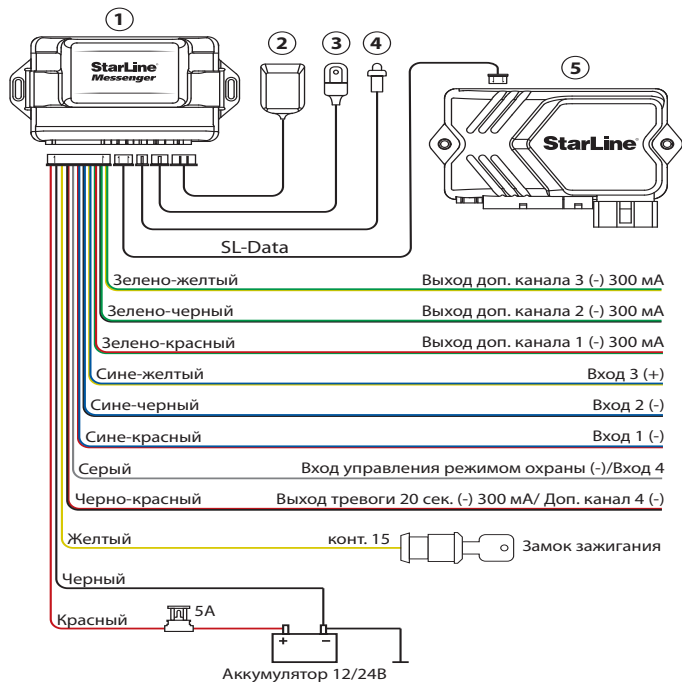 1
2
3
4
5
StarLine
Messenger
StarLine
SL-Data
Зелено-желтый Выход доп. канала 3 (-) 300 мА
Зелено-черный Выход доп. канала 2 (-) 300 мА
Зелено-красный Выход доп. канала 1 (-) 300 мА
Сине-желтый Вход 3 (+)
Сине-черный Вход 2 (-)
Сине-красный Вход 1 (-)
Серый Вход управления режимом охраны (-)/Вход 4
Черно-красный Выход тревоги 20 сек. (-) 300 мА/ Доп. канал 4 (-)
Желтый конт. 15 Замок зажигания
Черный
Красный 5А
+ −
Аккумулятор 12/24В